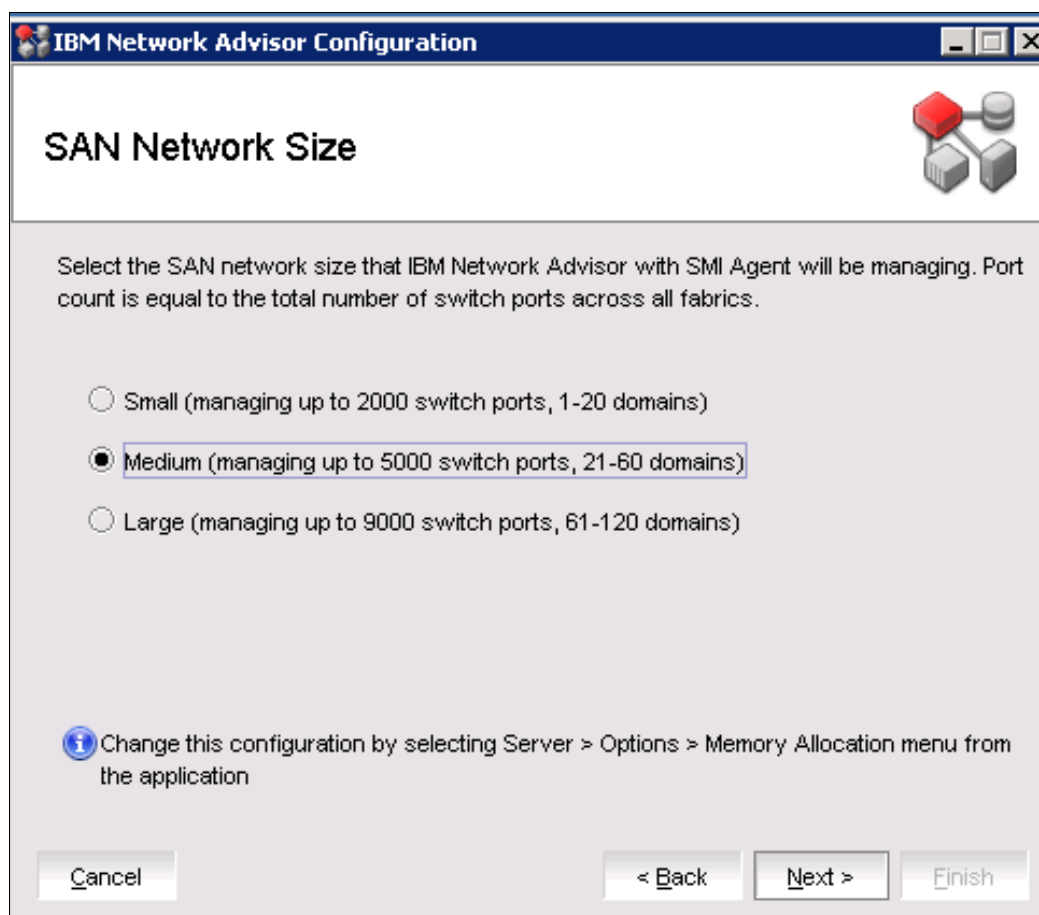 IBM Network Advisor Configuration
SAN Network Size
Select the SAN network size that IBM Network Advisor with SMI Agent will be managing. Port
count is equal to the total number of switch ports across all fabrics.
Small (managing up to 2000 switch ports, 1-20 domains)
Medium (managing up to 5000 switch ports, 21-60 domains)
Large (managing up to 9000 switch ports, 61-120 domains)
Change this configuration by selecting Server > Options > Memory Allocation menu from
the application
Cancel < Back Next > Finish